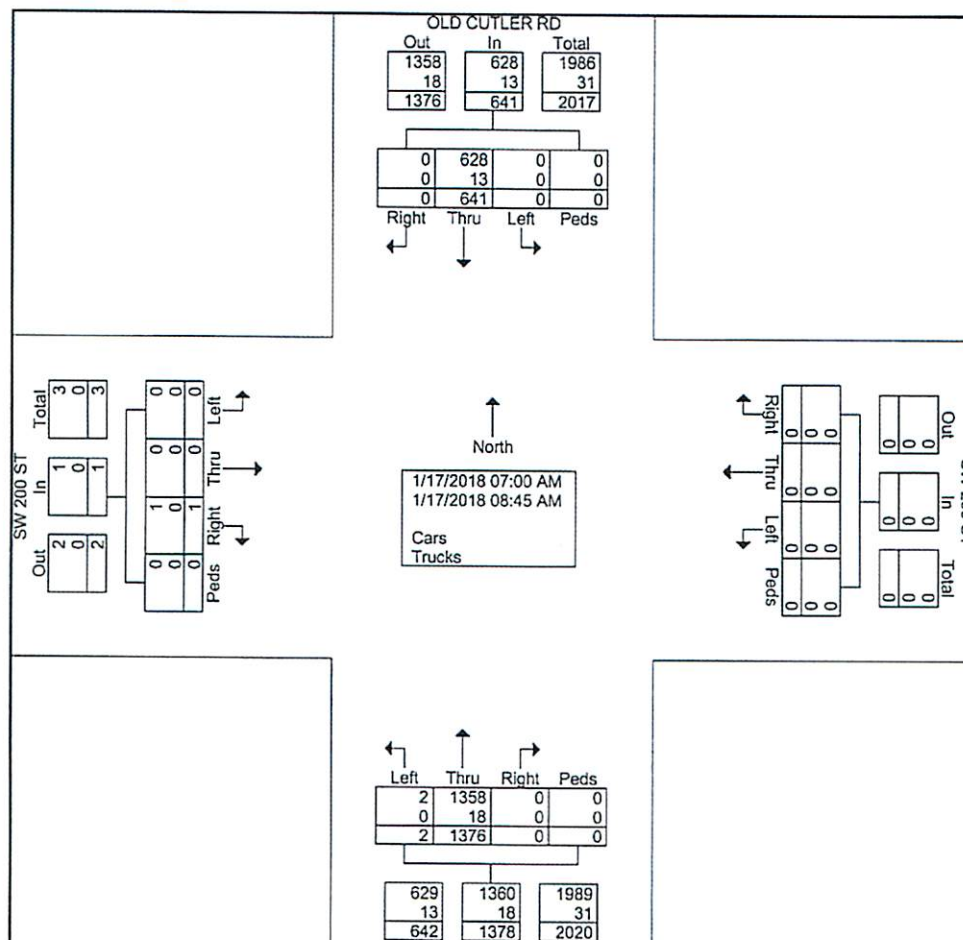 OLD CUTLER RD
Out In Total
1358 628 1986
18 13 31
1376 641 2017
0 628 0 0
0 13 0 0
0 641 0 0
Right Thru Left Peds
SW 200 ST
Total In Out
3 1 2
0 0 0
3 1 2
0 0 1 0
0 0 0 0
0 0 1 0
Left Thru Right Peds
North
1/17/2018 07:00 AM
1/17/2018 08:45 AM
Cars
Trucks
Right Thru Left Peds
0 0 0 0
0 0 0 0
0 0 0 0
Out In Total
0 0 0
0 0 0
0 0 0
Left Thru Right Peds
2 1358 0 0
0 18 0 0
2 1376 0 0
629 1360 1989
13 18 31
642 1378 2020